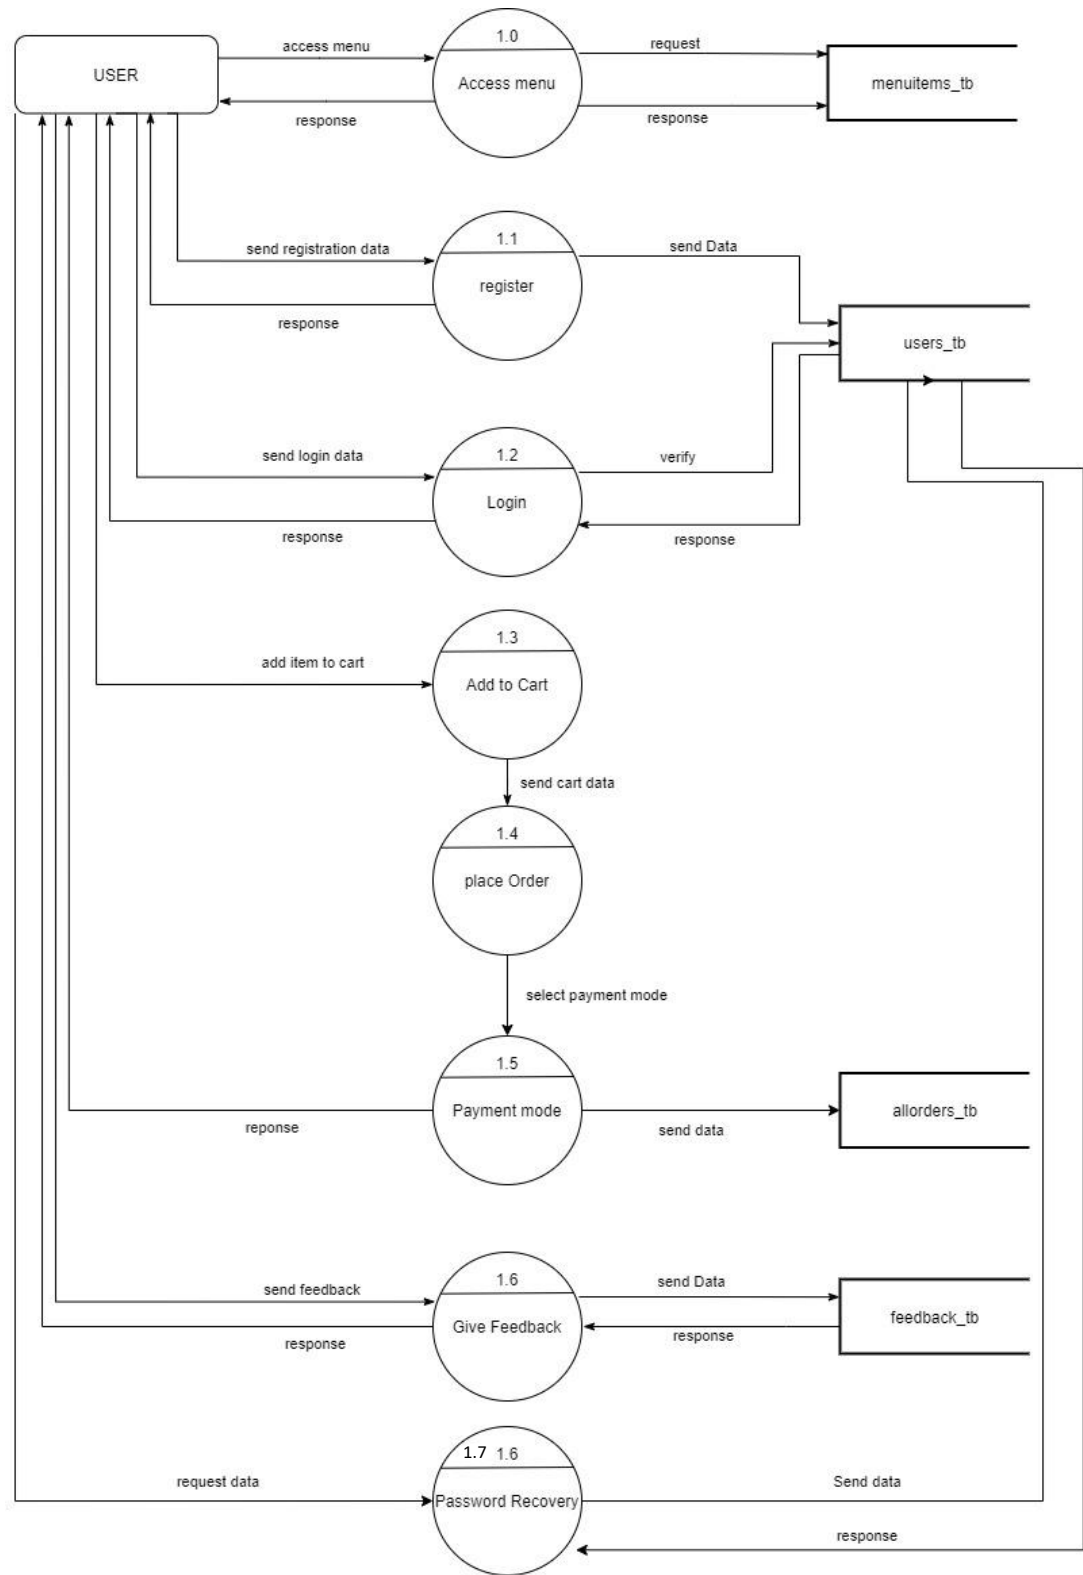 1.0
access menu
request
USER
Access menu
menuitems_tb
response
response
1.1
send registration data
send Data
register
response
users_tb
1.2
send login data
verify
Login
response
response
1.3
add item to cart
Add to Cart
send cart data
1.4
place Order
select payment mode
1.5
Payment mode
allorders_tb
reponse
send data
1.6
send feedback
send Data
Give Feedback
feedback_tb
response
response
1.7 1.6
request data
Send data
Password Recovery
response